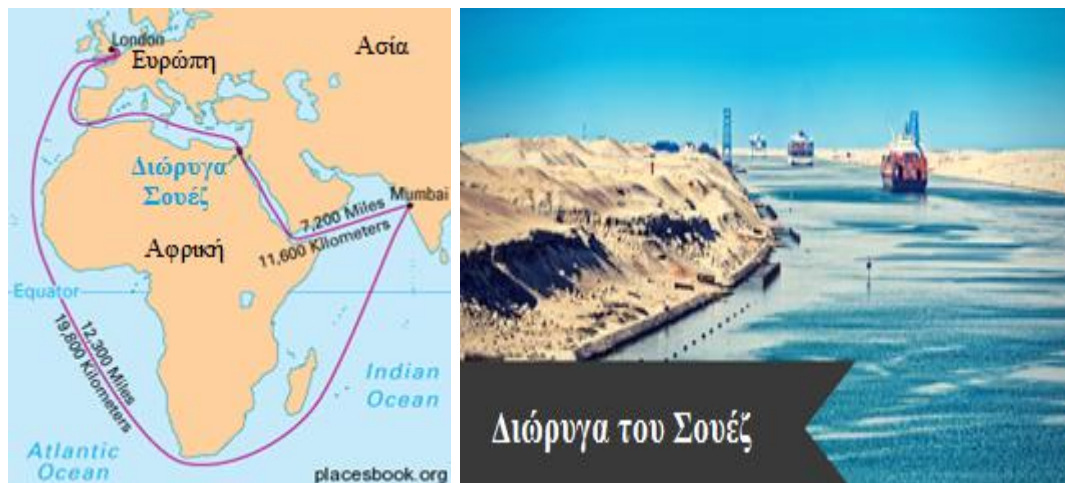 London
Ευρώπη
Ασία
Διώρυγα
Σουέζ
Mumbai
7,200 Miles
11,600 Kilometers
Αφρική
Equator
12,300 Miles
19,800 Kilometers
Indian
Ocean
Atlantic
Ocean
placesbook.org
Διώρυγα του Σουέζ